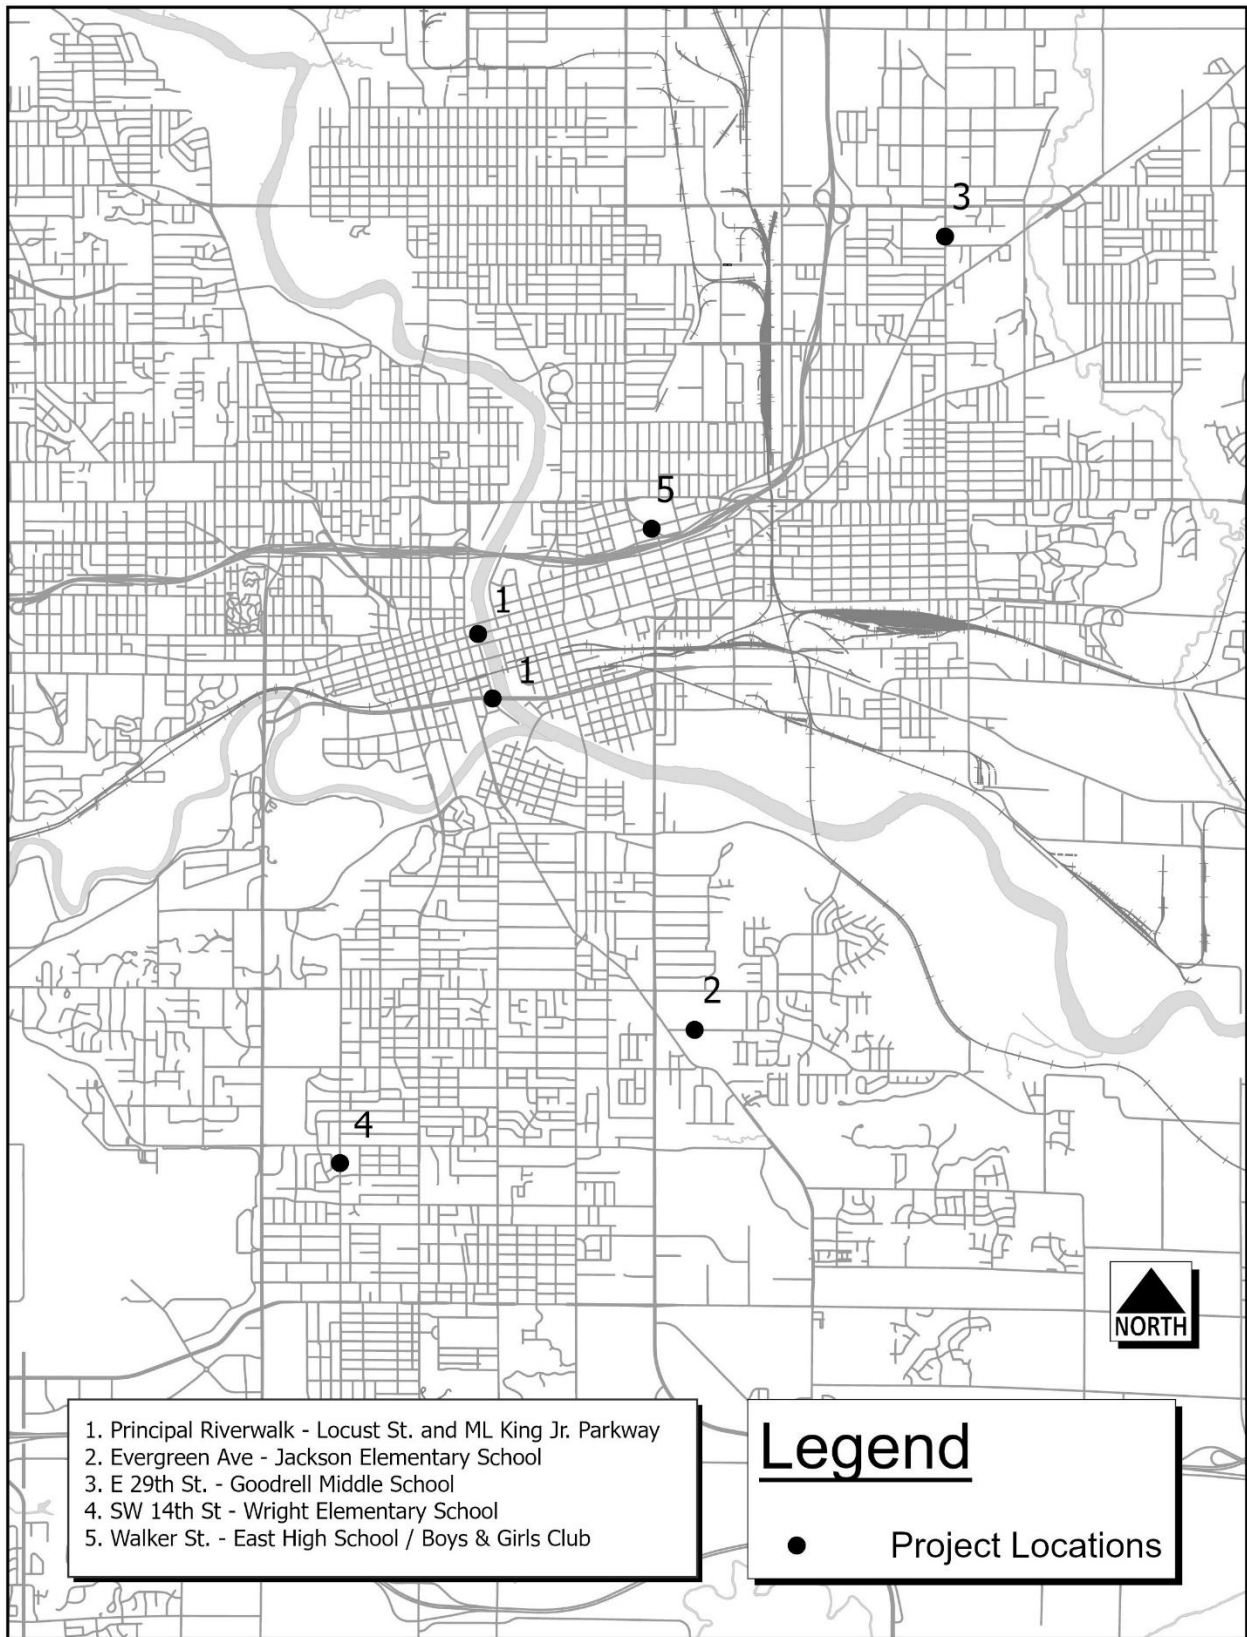 3
5
1
1
2
4
NORTH
1. Principal Riverwalk - Locust St. and ML King Jr. Parkway
2. Evergreen Ave - Jackson Elementary School
3. E 29th St. - Goodrell Middle School
4. SW 14th St - Wright Elementary School
5. Walker St. - East High School / Boys & Girls Club
Legend
Project Locations